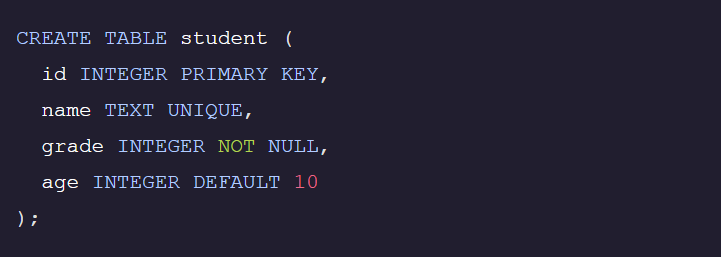 CREATE TABLE student (
  id INTEGER PRIMARY KEY,
  name TEXT UNIQUE,
  grade INTEGER NOT NULL,
  age INTEGER DEFAULT 10
);